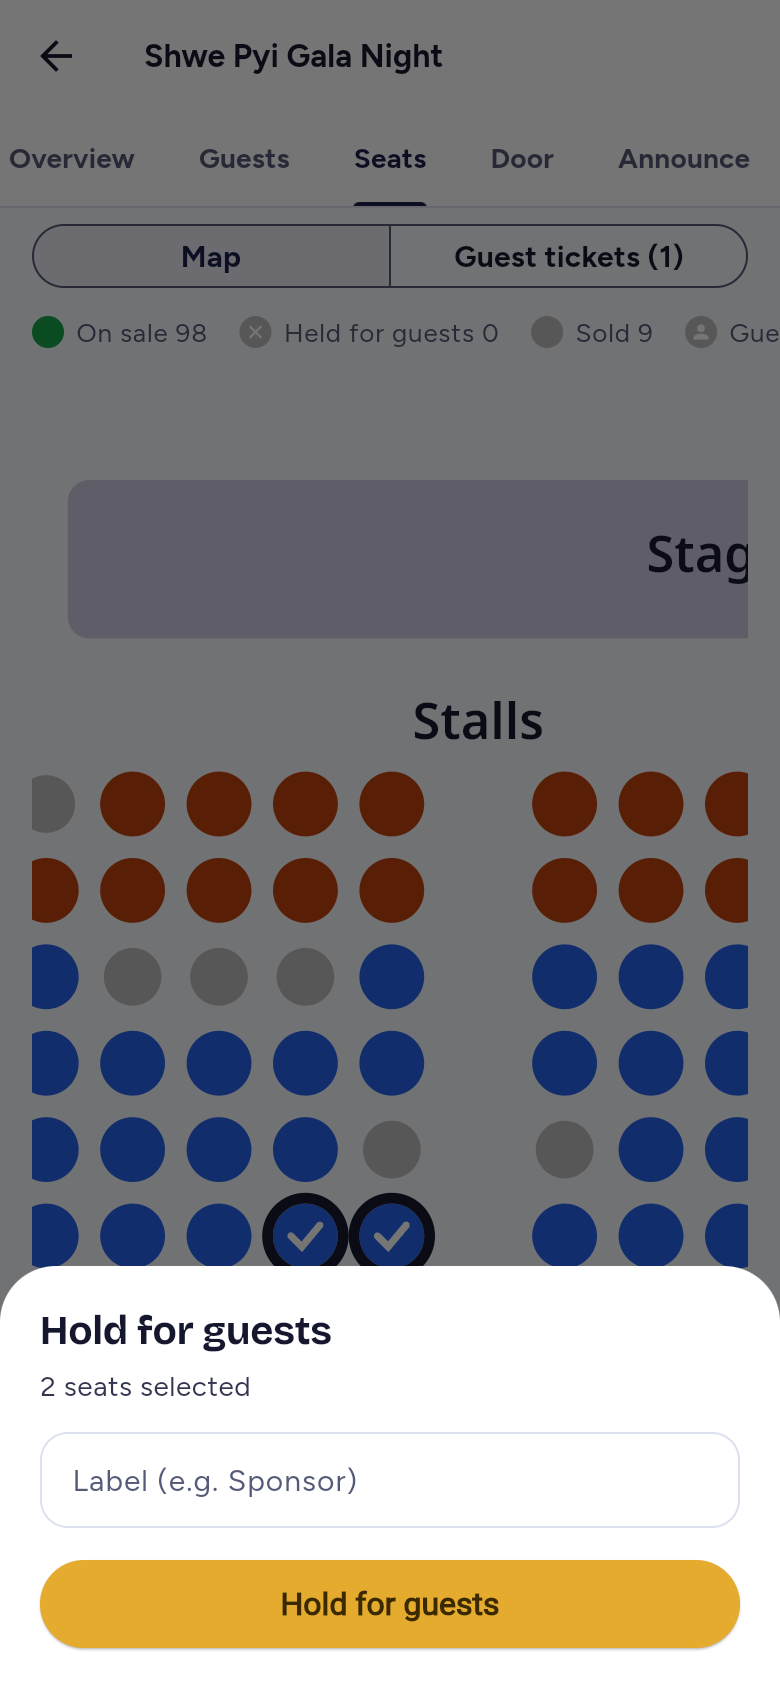 Shwe Pyi Gala Night
Overview Guests Seats Door Announce
Map Guest tickets (1)
On sale 98 Held for guests 0 Sold 9 Gue
Stag
Stalls
Hold for guests
2 seats selected
Label (e.g. Sponsor)
Hold for guests